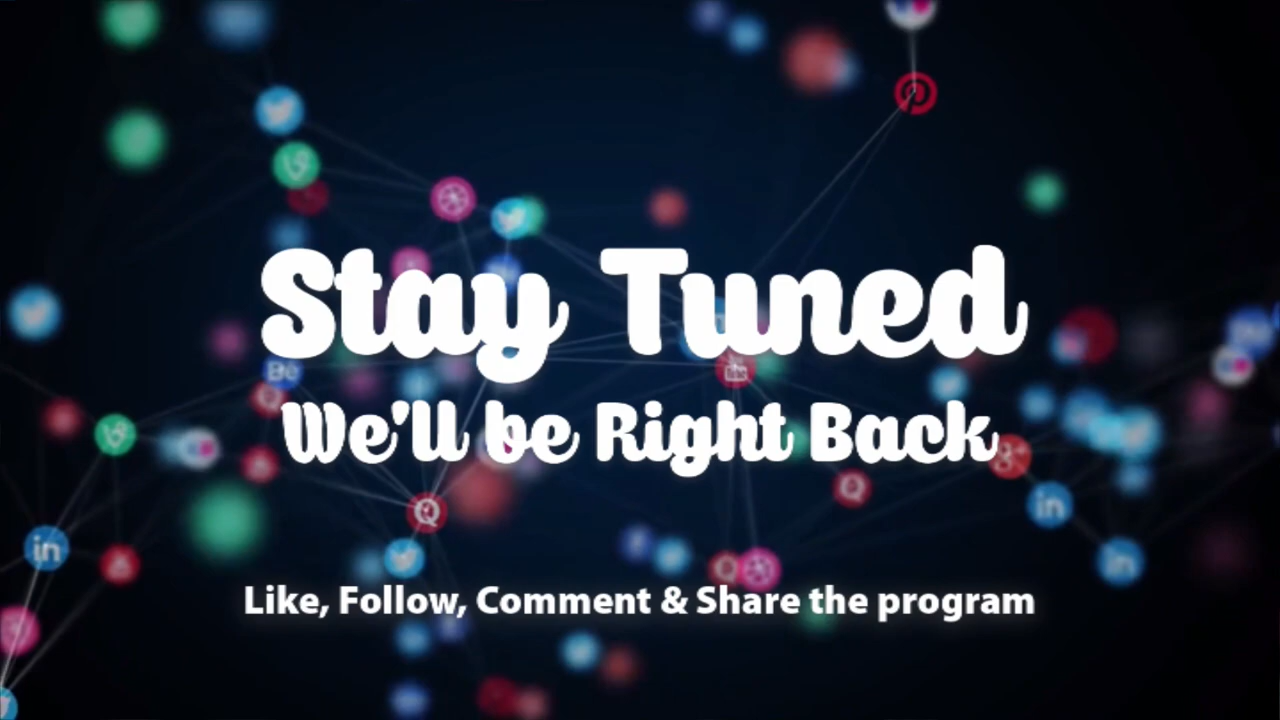 Stay Tuned
We'll be Right Back
Like, Follow, Comment & Share the program